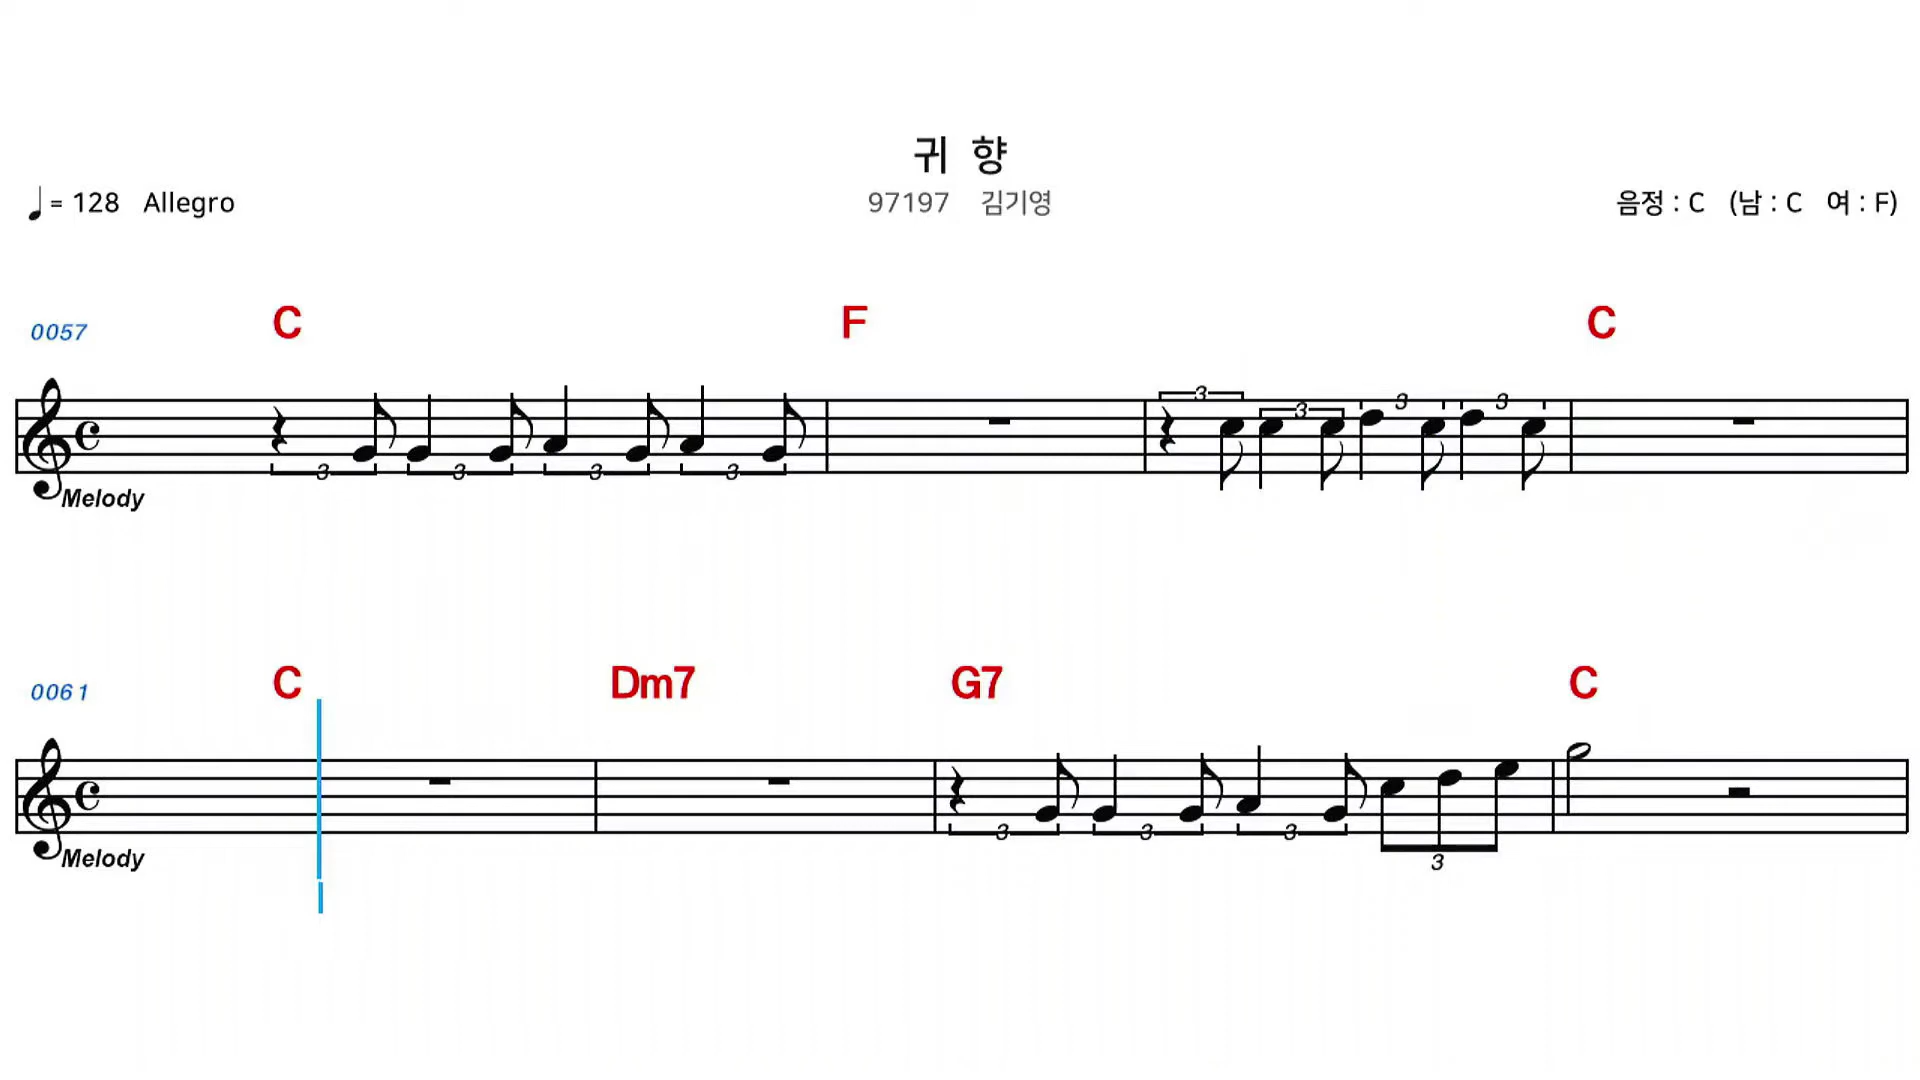 귀 향
♩ = 128 Allegro
97197 김기영
음정 : C (남 : C 여 : F)
0057 C F C
3 3 3 3 3 3 3 3
Melody
0061 C Dm7 G7 C
3 3 3 3
Melody